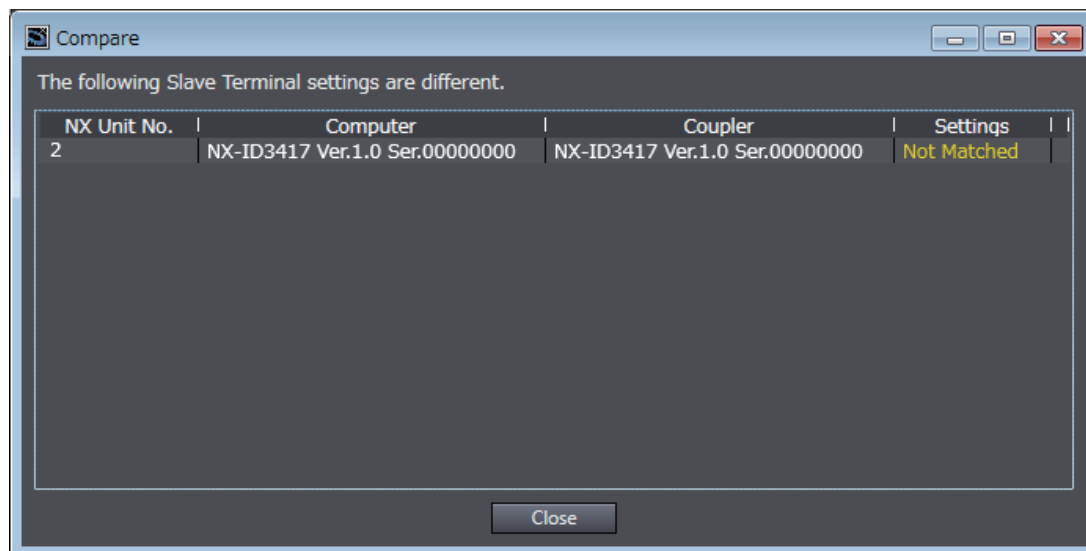 Compare
The following Slave Terminal settings are different.
NX Unit No. Computer Coupler Settings
2 NX-ID3417 Ver.1.0 Ser.00000000 NX-ID3417 Ver.1.0 Ser.00000000 Not Matched
Close